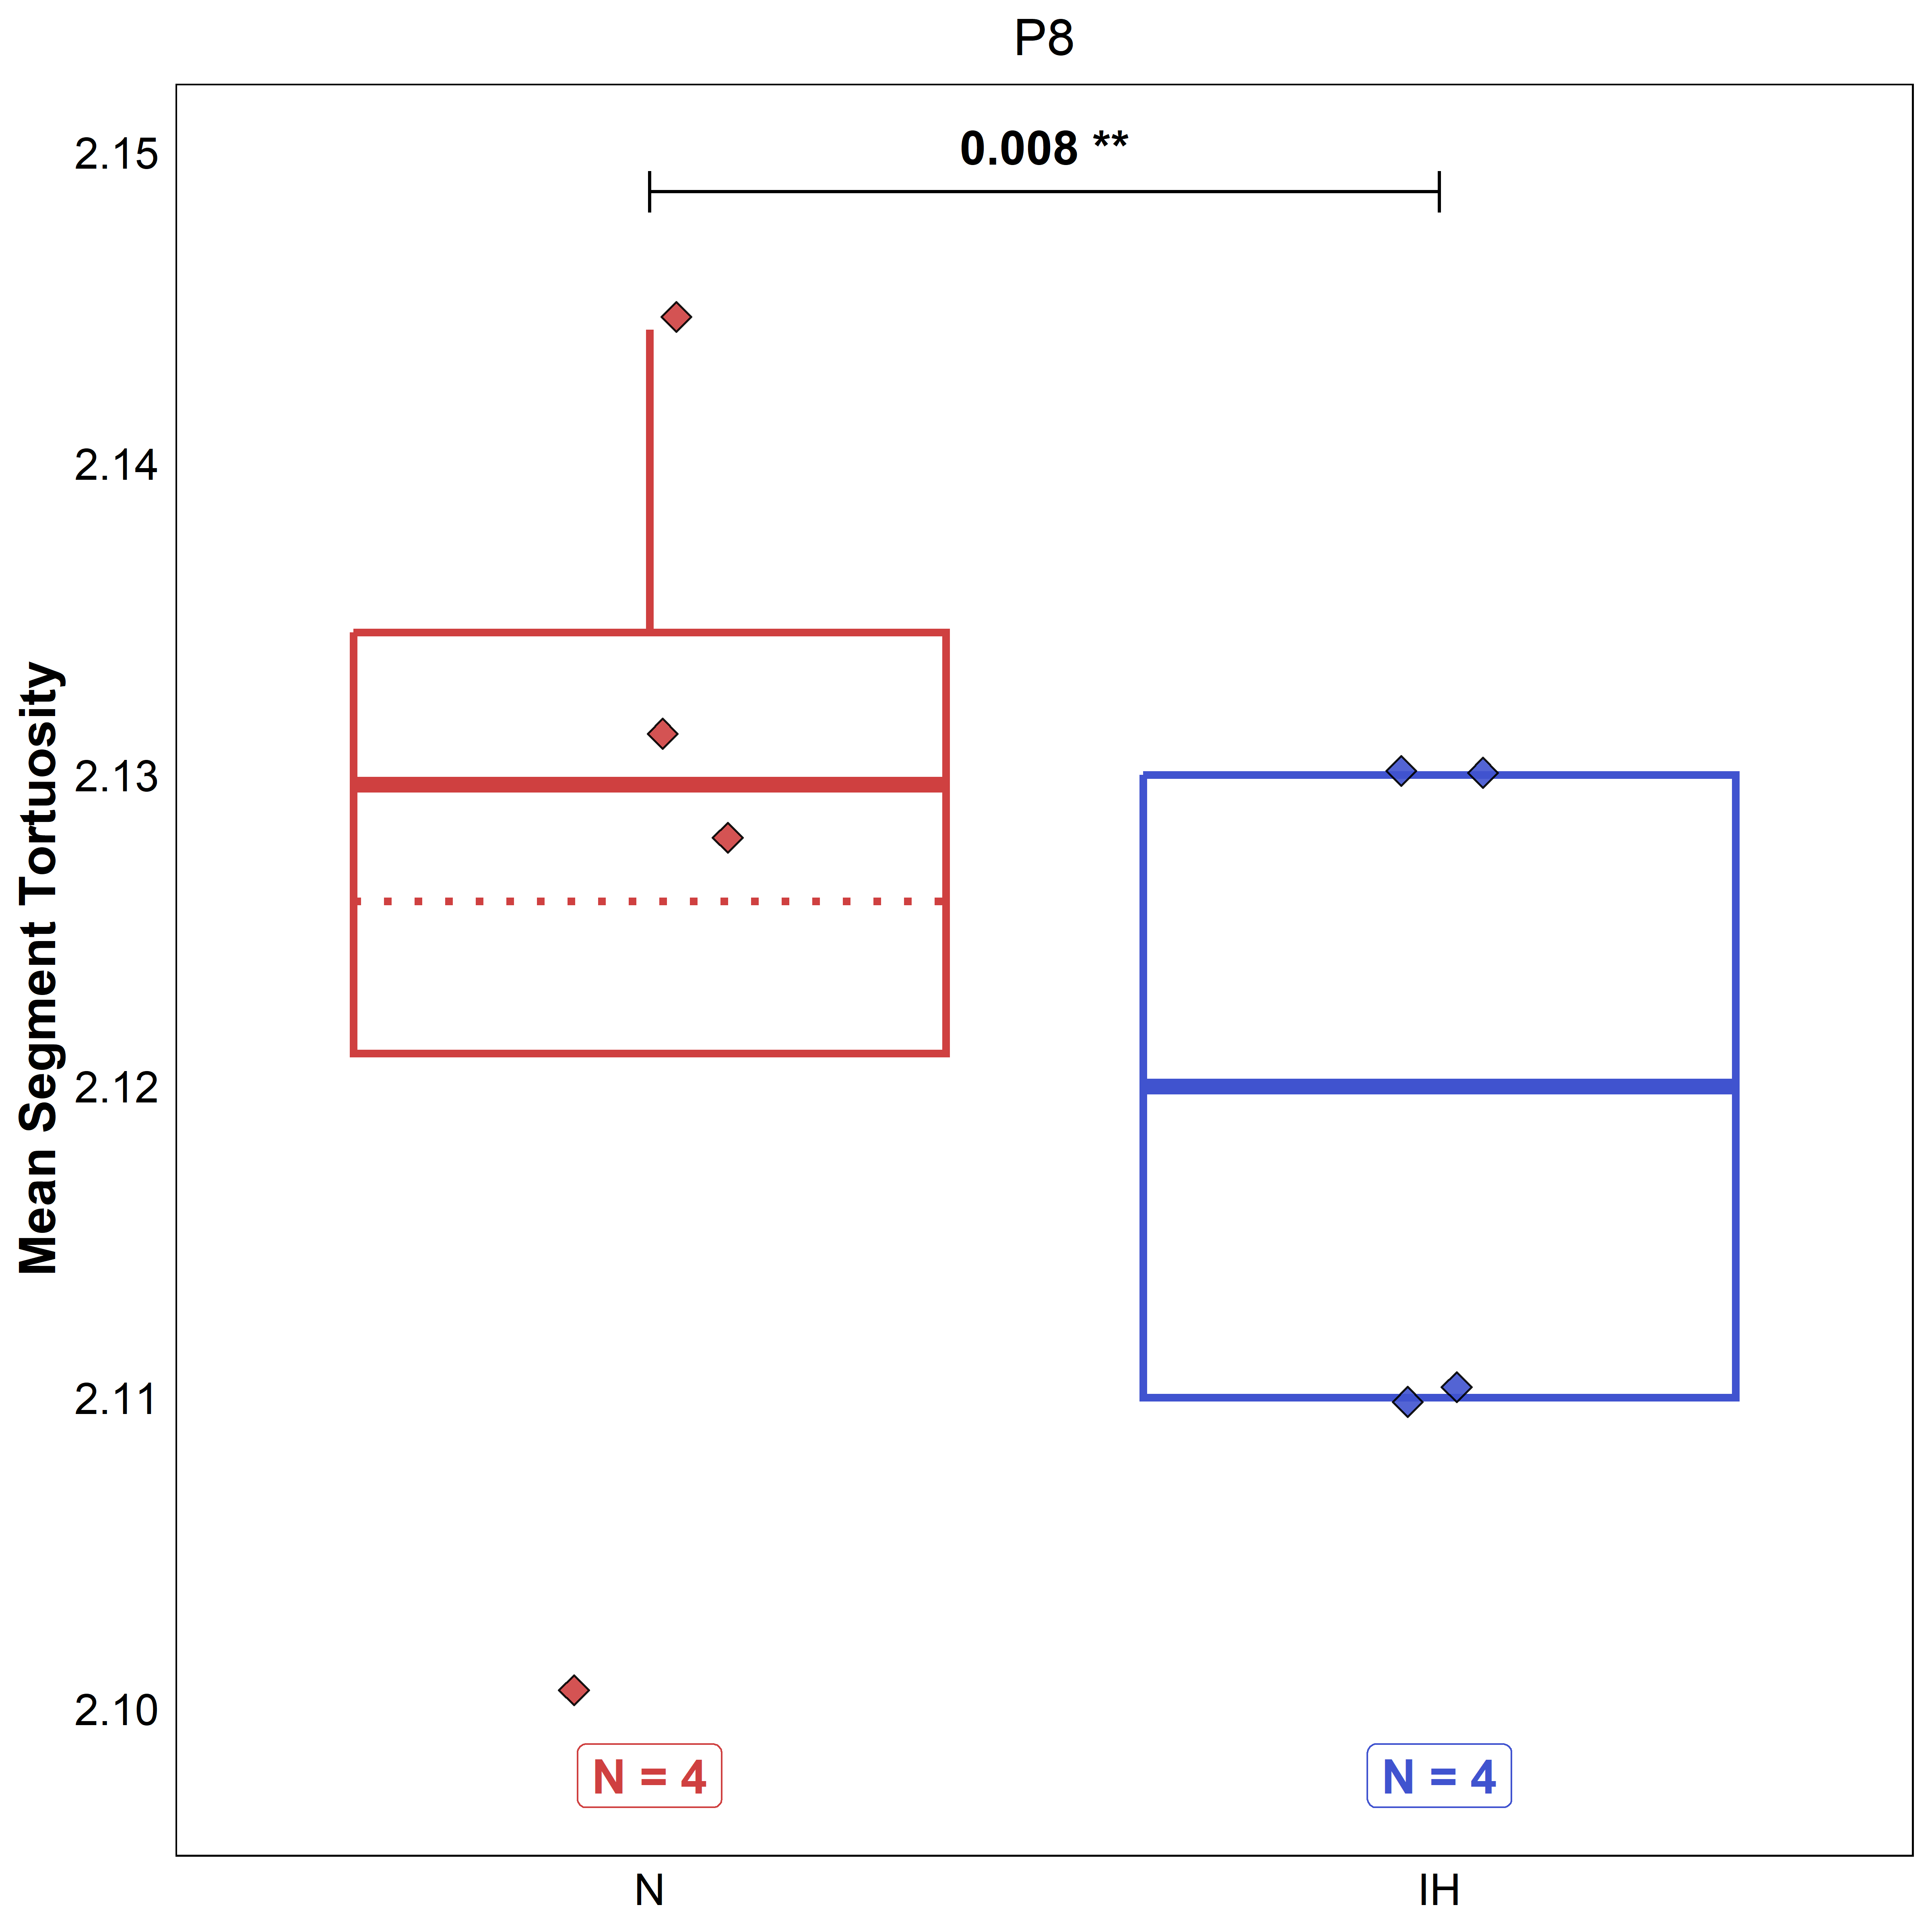 P8
0.008 **
2.15
2.14
2.13
2.12
2.11
2.10
Mean Segment Tortuosity
N = 4
N = 4
N
IH